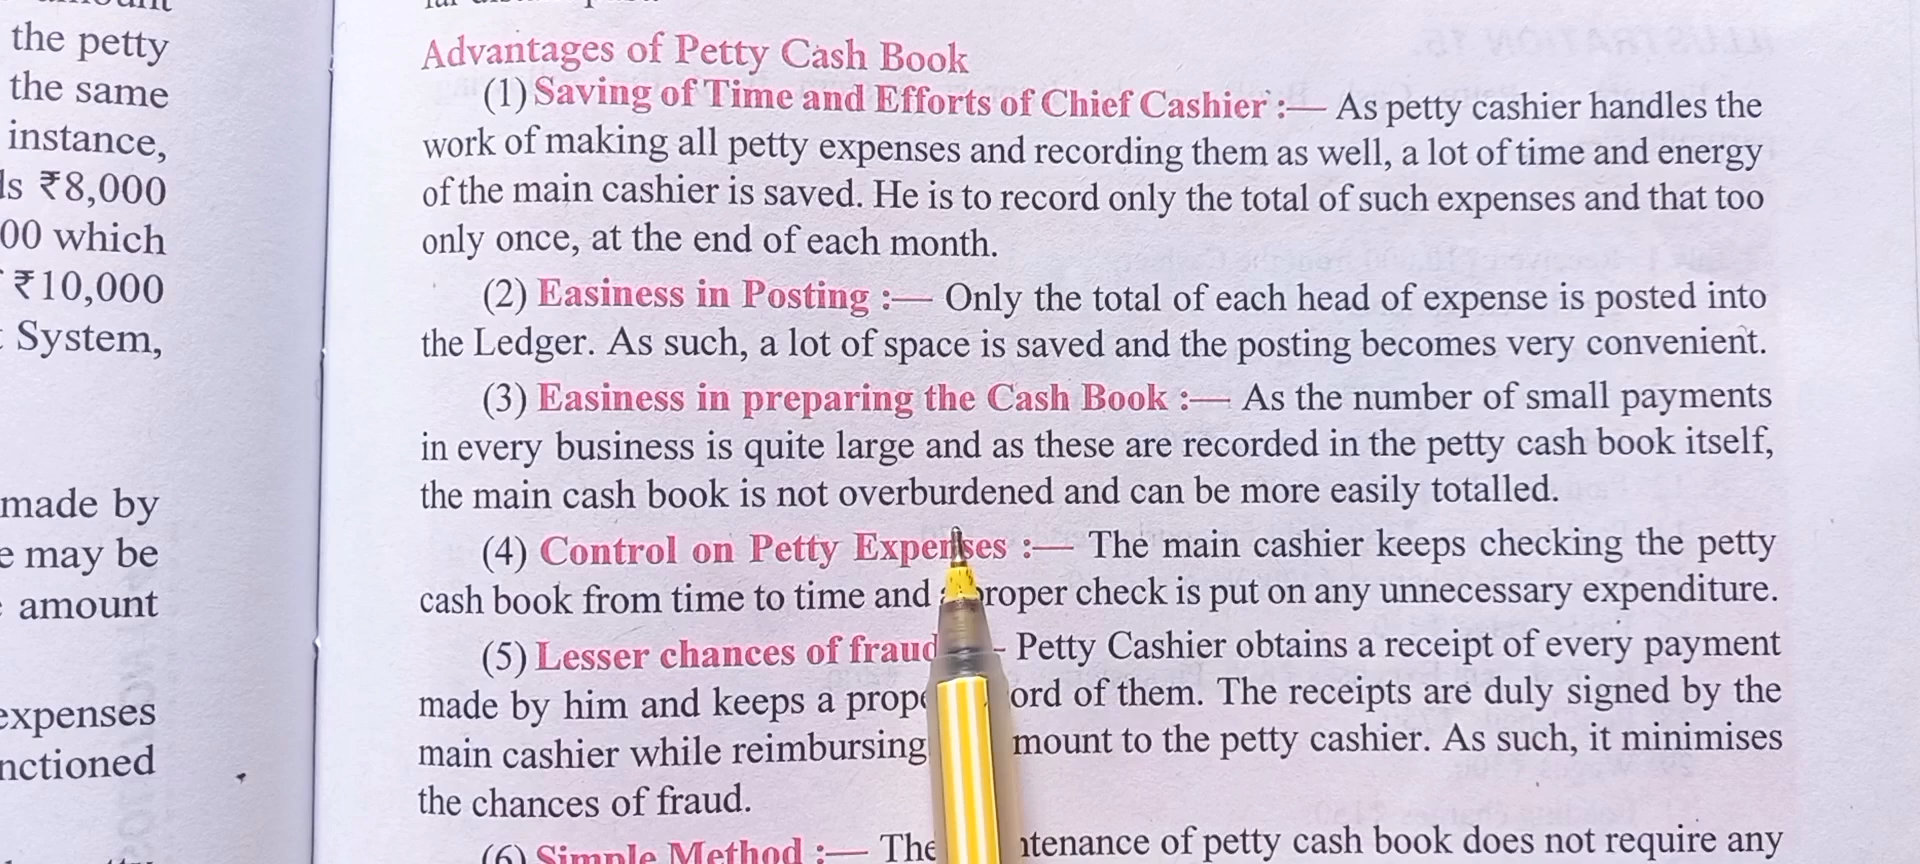 the petty
the same
instance,
₹8,000
00 which
₹10,000
System,
made by
may be
amount
expenses
nctioned
Advantages of Petty Cash Book
(1) Saving of Time and Efforts of Chief Cashier :— As petty cashier handles the
work of making all petty expenses and recording them as well, a lot of time and energy
of the main cashier is saved. He is to record only the total of such expenses and that too
only once, at the end of each month.
(2) Easiness in Posting :— Only the total of each head of expense is posted into
the Ledger. As such, a lot of space is saved and the posting becomes very convenient.
(3) Easiness in preparing the Cash Book :— As the number of small payments
in every business is quite large and as these are recorded in the petty cash book itself,
the main cash book is not overburdened and can be more easily totalled.
(4) Control on Petty Expenses :— The main cashier keeps checking the petty
cash book from time to time and proper check is put on any unnecessary expenditure.
(5) Lesser chances of fraud — Petty Cashier obtains a receipt of every payment
made by him and keeps a prop ord of them. The receipts are duly signed by the
main cashier while reimbursing mount to the petty cashier. As such, it minimises
the chances of fraud.
(6) Simple Method :— The ntenance of petty cash book does not require any